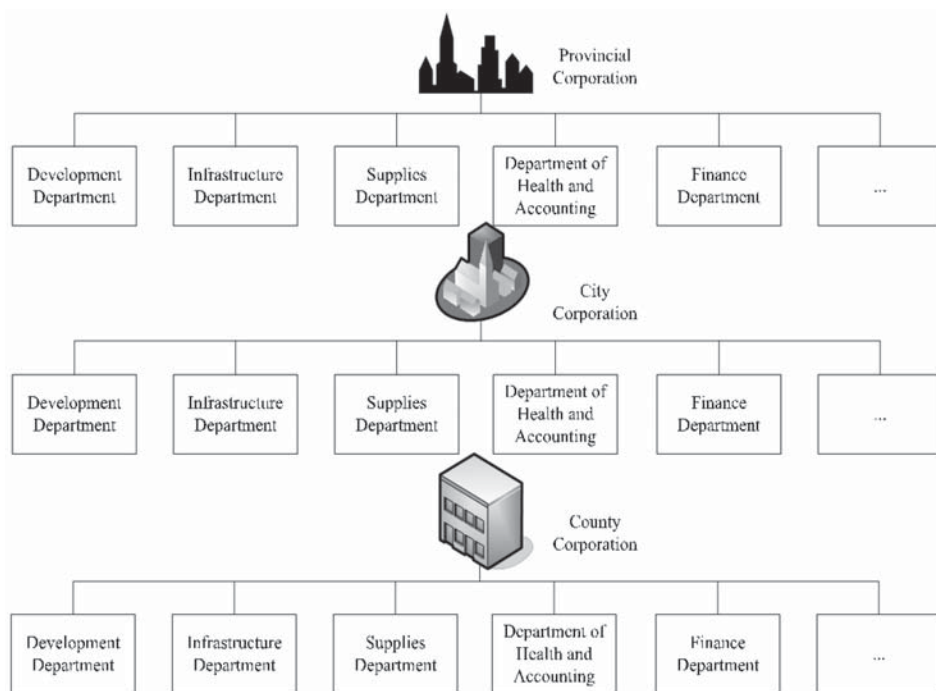 Provincial
Corporation
Development
Department
Infrastructure
Department
Supplies
Department
Department of
Health and
Accounting
Finance
Department
...
City
Corporation
Development
Department
Infrastructure
Department
Supplies
Department
Department of
Health and
Accounting
Finance
Department
...
County
Corporation
Development
Department
Infrastructure
Department
Supplies
Department
Department of
Health and
Accounting
Finance
Department
...